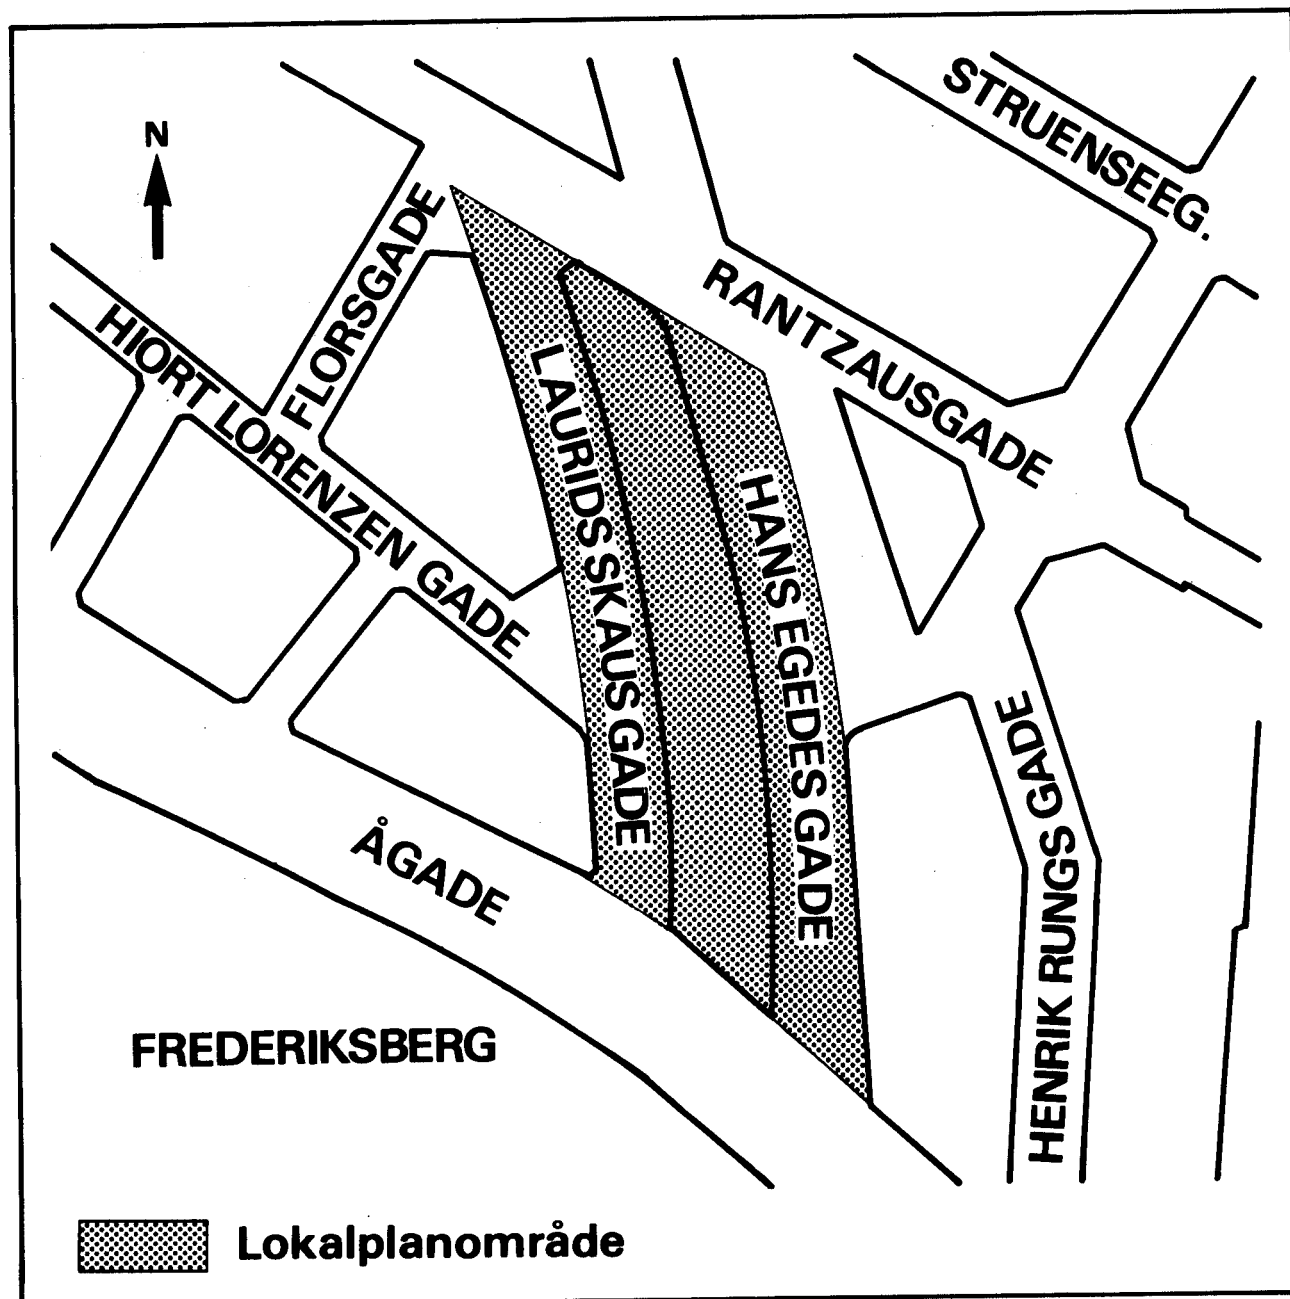 STRUENSEEG.
N
FLORSGADE
RANTZAUSGADE
HIORT LORENZEN GADE
LAURIDS SKAUS GADE
HANS EGEDES GADE
HENRIK RUNGS GADE
ÅGADE
FREDERIKSBERG
Lokalplanområde